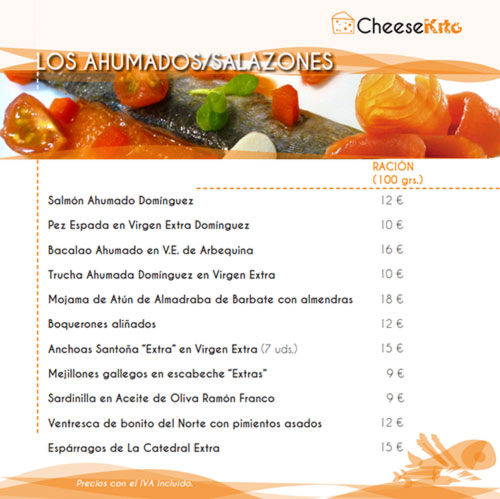 CheeseKito
LOS AHUMADOS/SALAZONES
RACIÓN
(100 grs.)
Salmón Ahumado Domínguez 12 €
Pez Espada en Virgen Extra Domínguez 10 €
Bacalao Ahumado en V.E. de Arbequina 16 €
Trucha Ahumada Domínguez en Virgen Extra 10 €
Mojama de Atún de Almadraba de Barbate con almendras 18 €
Boquerones aliñados 12 €
Anchoas Santoña "Extra" en Virgen Extra (7 uds.) 15 €
Mejillones gallegos en escabeche "Extras" 9 €
Sardinilla en Aceite de Oliva Ramón Franco 9 €
Ventresca de bonito del Norte con pimientos asados 12 €
Espárragos de La Catedral Extra 15 €
Precios con el IVA incluido.